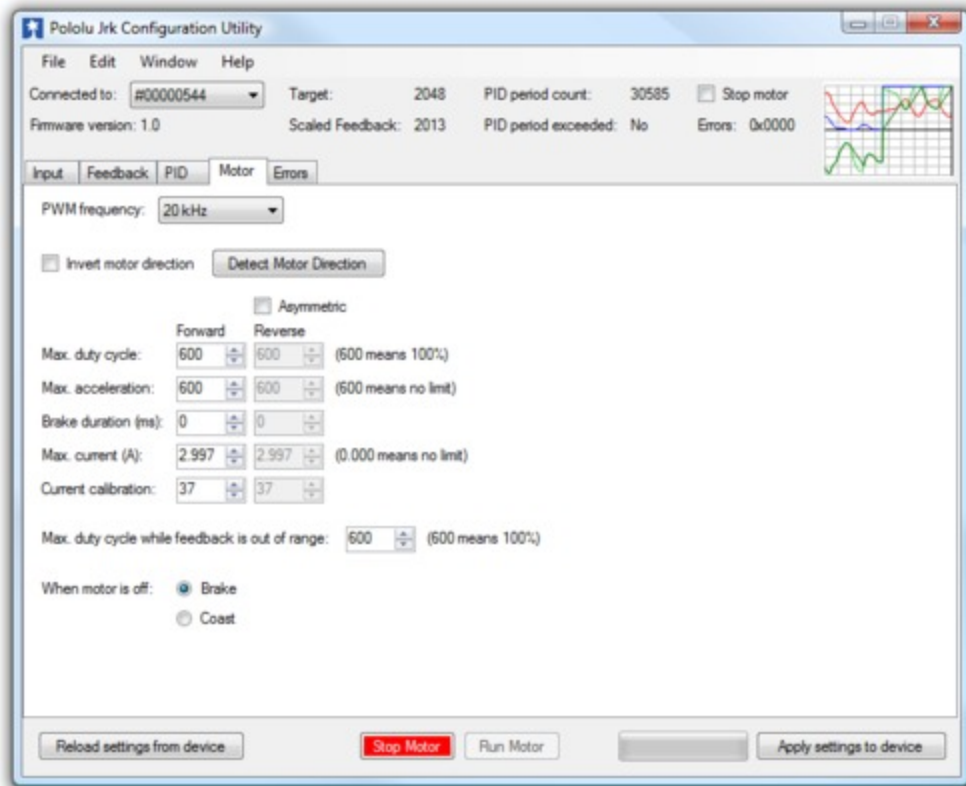 Pololu Jrk Configuration Utility
File Edit Window Help
Connected to: #00000544 Target: 2048 PID period count: 30585 Stop motor
Firmware version: 1.0 Scaled Feedback: 2013 PID period exceeded: No Errors: 0x0000
Input Feedback PID Motor Errors
PWM frequency: 20 kHz
Invert motor direction Detect Motor Direction
Asymmetric
Forward Reverse
Max. duty cycle: 600 600 (600 means 100%)
Max. acceleration: 600 600 (600 means no limit)
Brake duration (ms): 0 0
Max. current (A): 2.997 2.997 (0.000 means no limit)
Current calibration: 37 37
Max. duty cycle while feedback is out of range: 600 (600 means 100%)
When motor is off: Brake
Coast
Reload settings from device Stop Motor Run Motor Apply settings to device